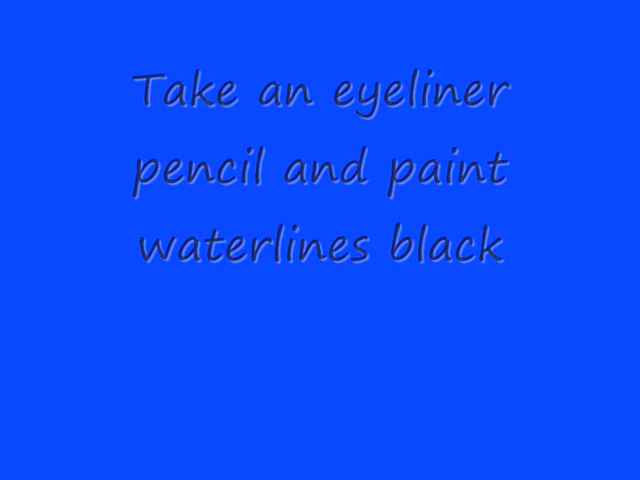 Take an eyeliner
pencil and paint
waterlines black